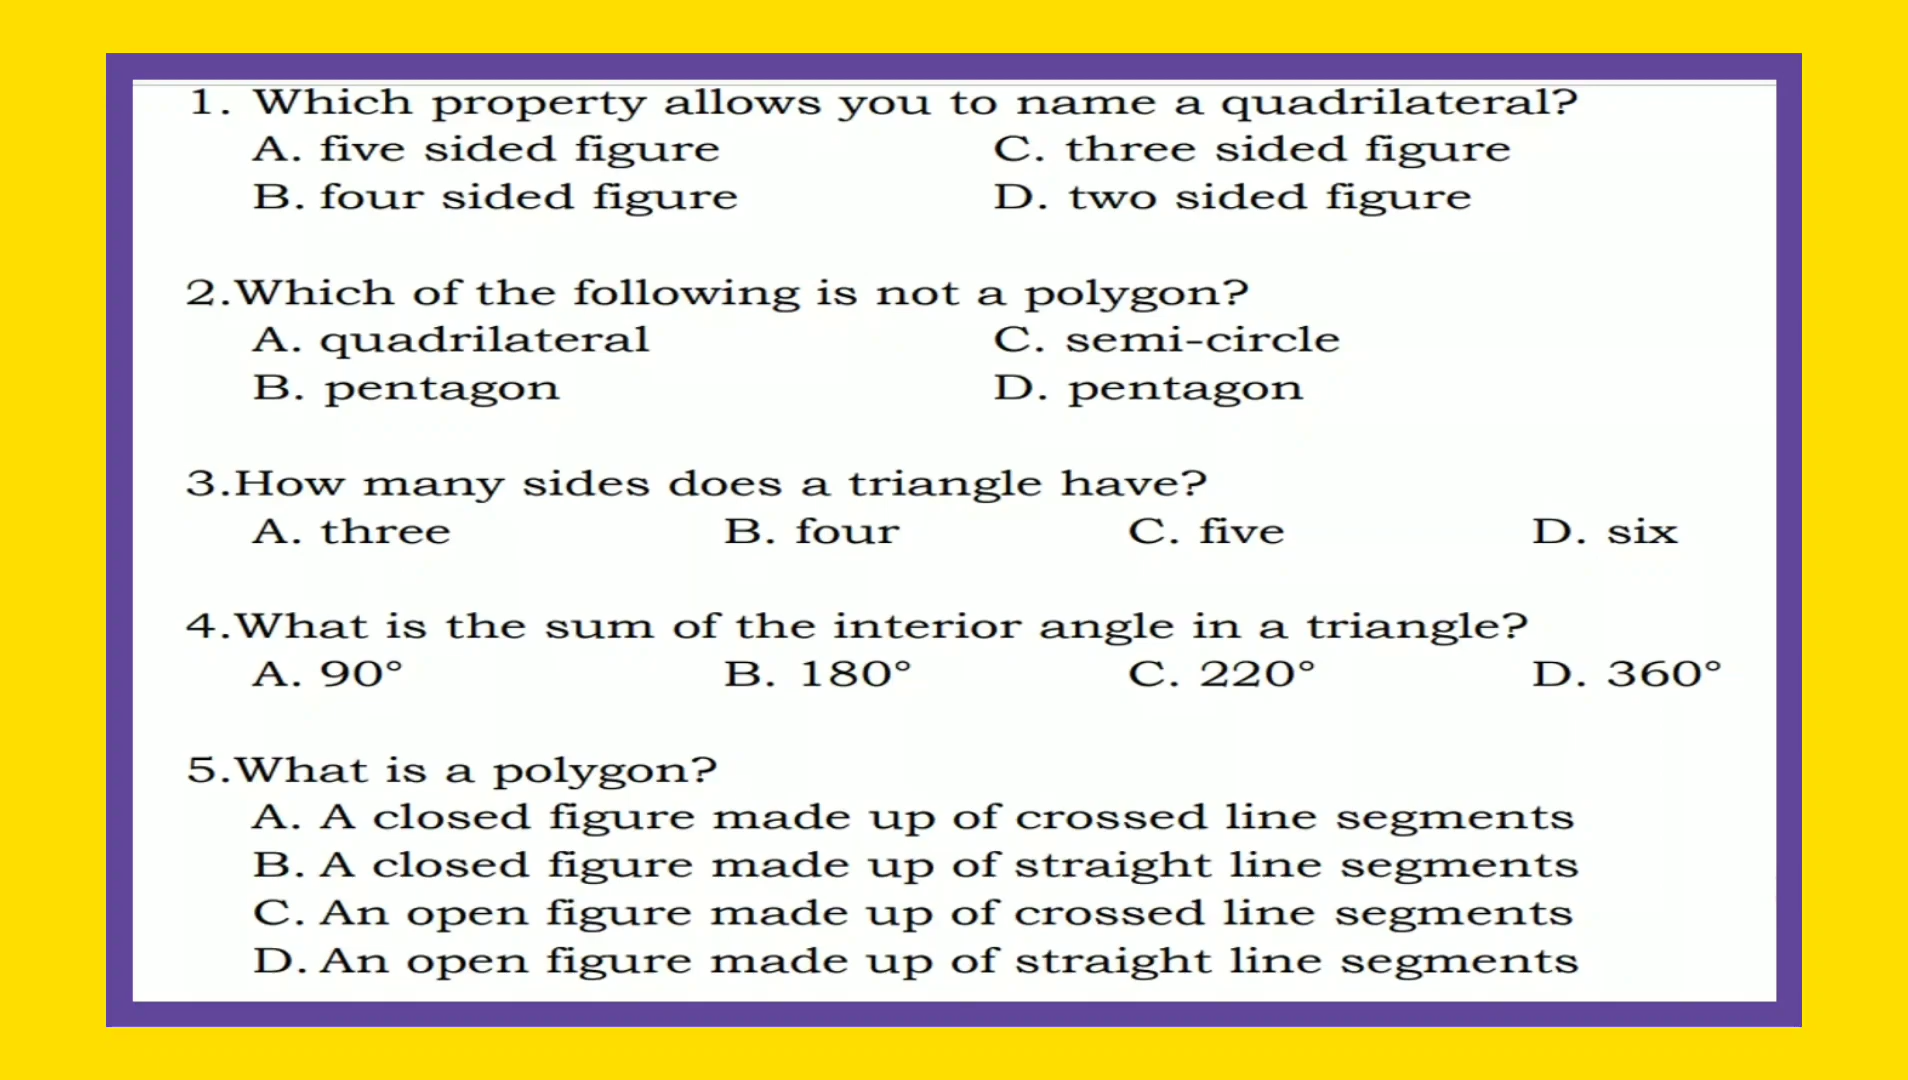 1. Which property allows you to name a quadrilateral?
A. five sided figure C. three sided figure
B. four sided figure D. two sided figure
2.Which of the following is not a polygon?
A. quadrilateral C. semi-circle
B. pentagon D. pentagon
3.How many sides does a triangle have?
A. three B. four C. five D. six
4.What is the sum of the interior angle in a triangle?
A. 90° B. 180° C. 220° D. 360°
5.What is a polygon?
A. A closed figure made up of crossed line segments
B. A closed figure made up of straight line segments
C. An open figure made up of crossed line segments
D. An open figure made up of straight line segments